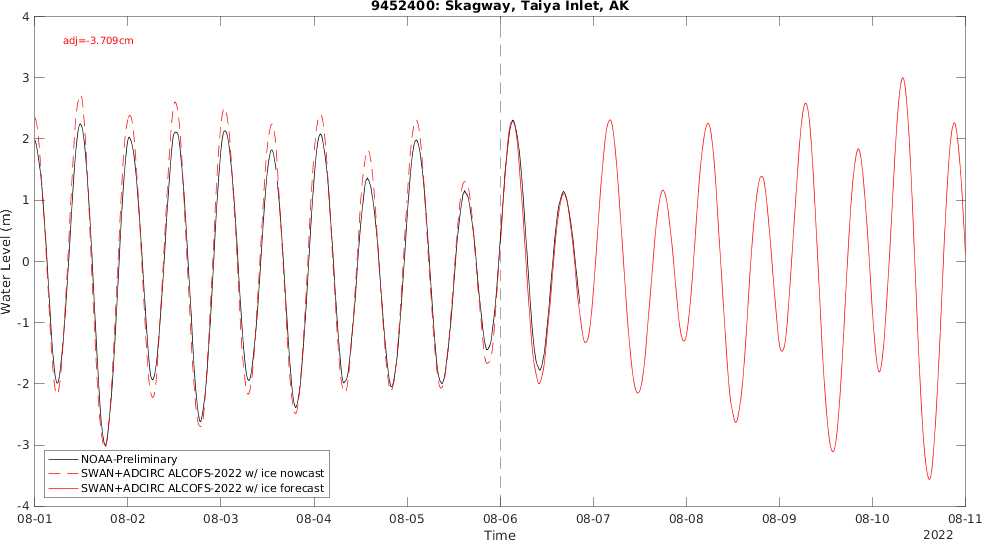 9452400: Skagway, Taiya Inlet, AK
adj=-3.709cm
Water Level (m)
4
3
2
1
0
-1
-2
-3
-4
NOAA-Preliminary
SWAN+ADCIRC ALCOFS-2022 w/ ice nowcast
SWAN+ADCIRC ALCOFS-2022 w/ ice forecast
08-01 08-02 08-03 08-04 08-05 08-06 08-07 08-08 08-09 08-10 08-11
Time
2022